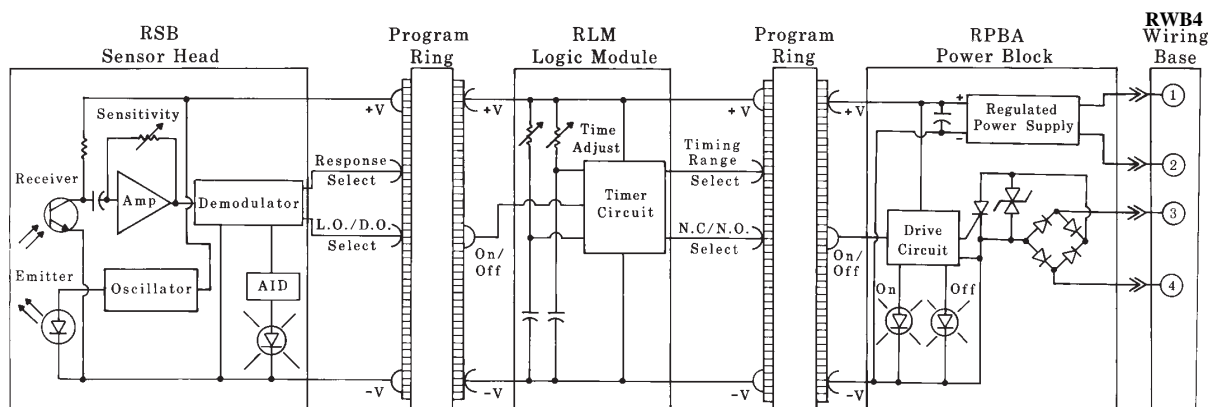 RSB
Sensor Head
Program
Ring
RLM
Logic Module
Program
Ring
RPBA
Power Block
RWB4
Wiring
Base
+V
+V
+V
+V
Sensitivity
Receiver
Amp
Demodulator
Response
Select
L.O./D.O.
Select
Emitter
Oscillator
AID
-V
On/
Off
Time
Adjust
Timer
Circuit
Timing
Range
Select
N.C/N.O.
Select
-V
-V
On/
Off
+
-
Regulated
Power Supply
Drive
Circuit
On
Off
-V
1
2
3
4